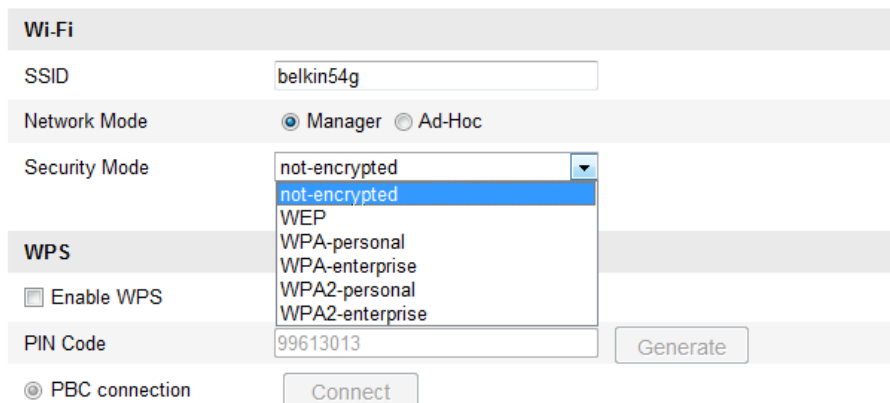 Wi-Fi
SSID belkin54g
Network Mode Manager Ad-Hoc
Security Mode not-encrypted
not-encrypted
WEP
WPA-personal
WPA-enterprise
WPA2-personal
WPA2-enterprise
WPS
Enable WPS
PIN Code 99613013 Generate
PBC connection Connect